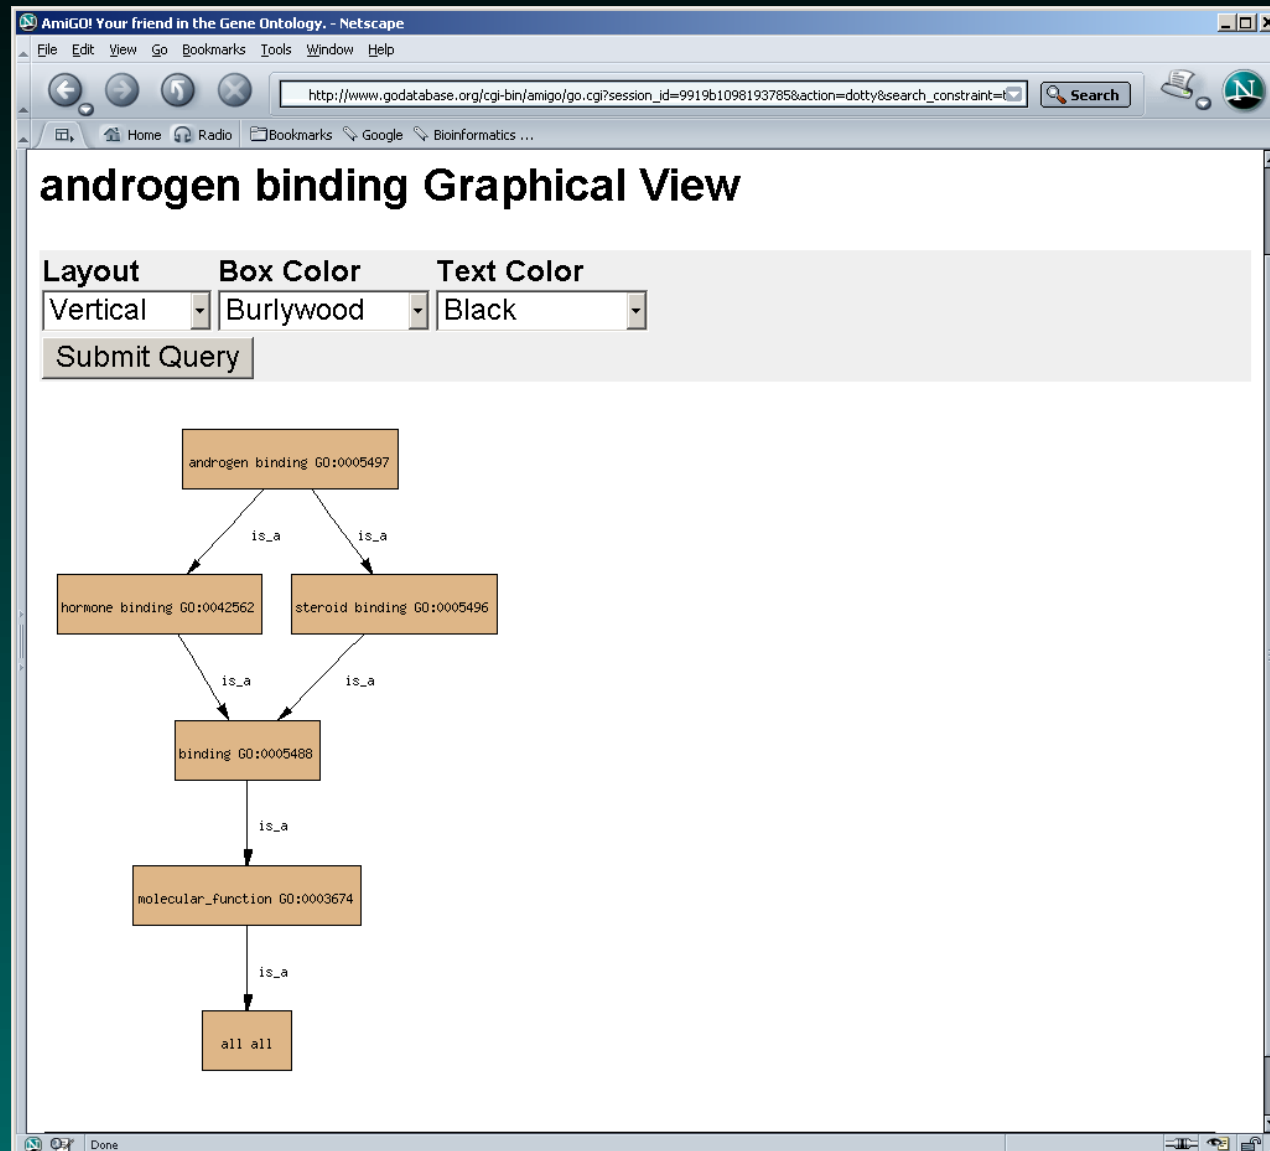 AmiGO! Your friend in the Gene Ontology. - Netscape
File Edit View Go Bookmarks Tools Window Help
http://www.godatabase.org/cgi-bin/amigo/go.cgi?session_id=9919b1098193785&action=dotty&search_constraint=t
Search
N
Home Radio Bookmarks Google Bioinformatics ...
androgen binding Graphical View
Layout Box Color Text Color
Vertical Burlywood Black
Submit Query
androgen binding GO:0005497
is_a is_a
hormone binding GO:0042562 steroid binding GO:0005496
is_a is_a
binding GO:0005488
is_a
molecular_function GO:0003674
is_a
all all
Done